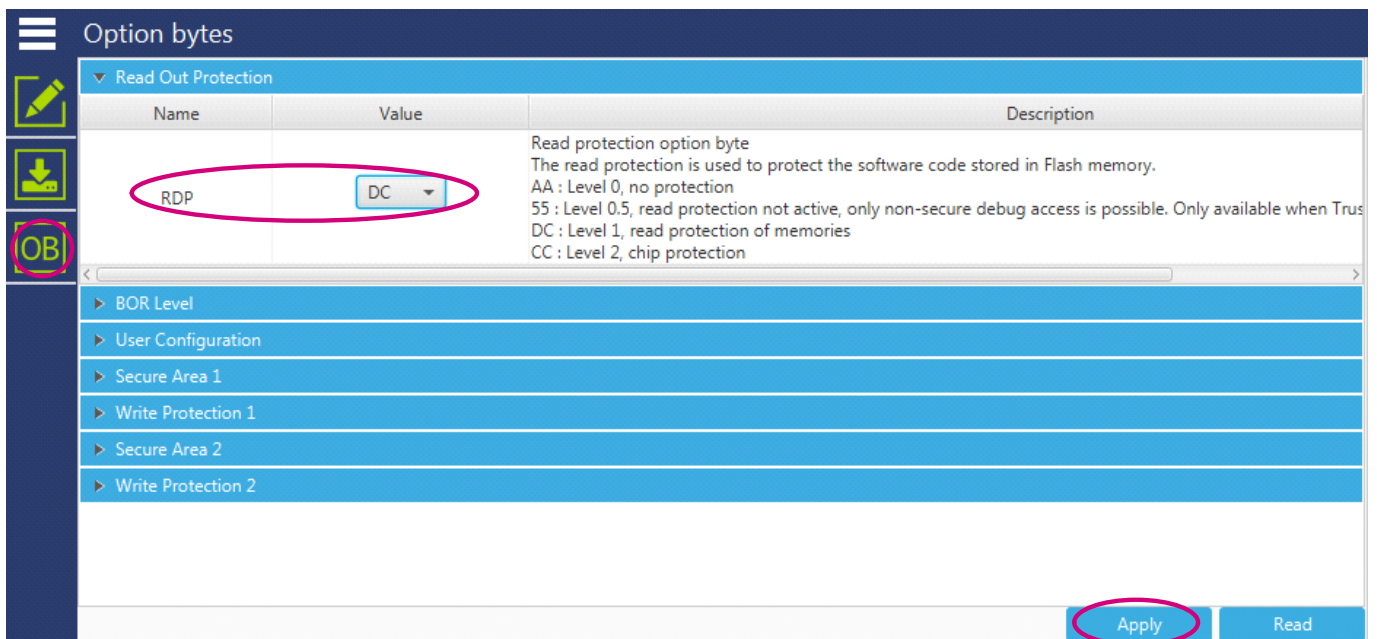 Option bytes
Read Out Protection
Name Value Description
RDP DC
Read protection option byte
The read protection is used to protect the software code stored in Flash memory.
AA : Level 0, no protection
55 : Level 0.5, read protection not active, only non-secure debug access is possible. Only available when Trus
DC : Level 1, read protection of memories
CC : Level 2, chip protection
OB
BOR Level
User Configuration
Secure Area 1
Write Protection 1
Secure Area 2
Write Protection 2
Apply Read